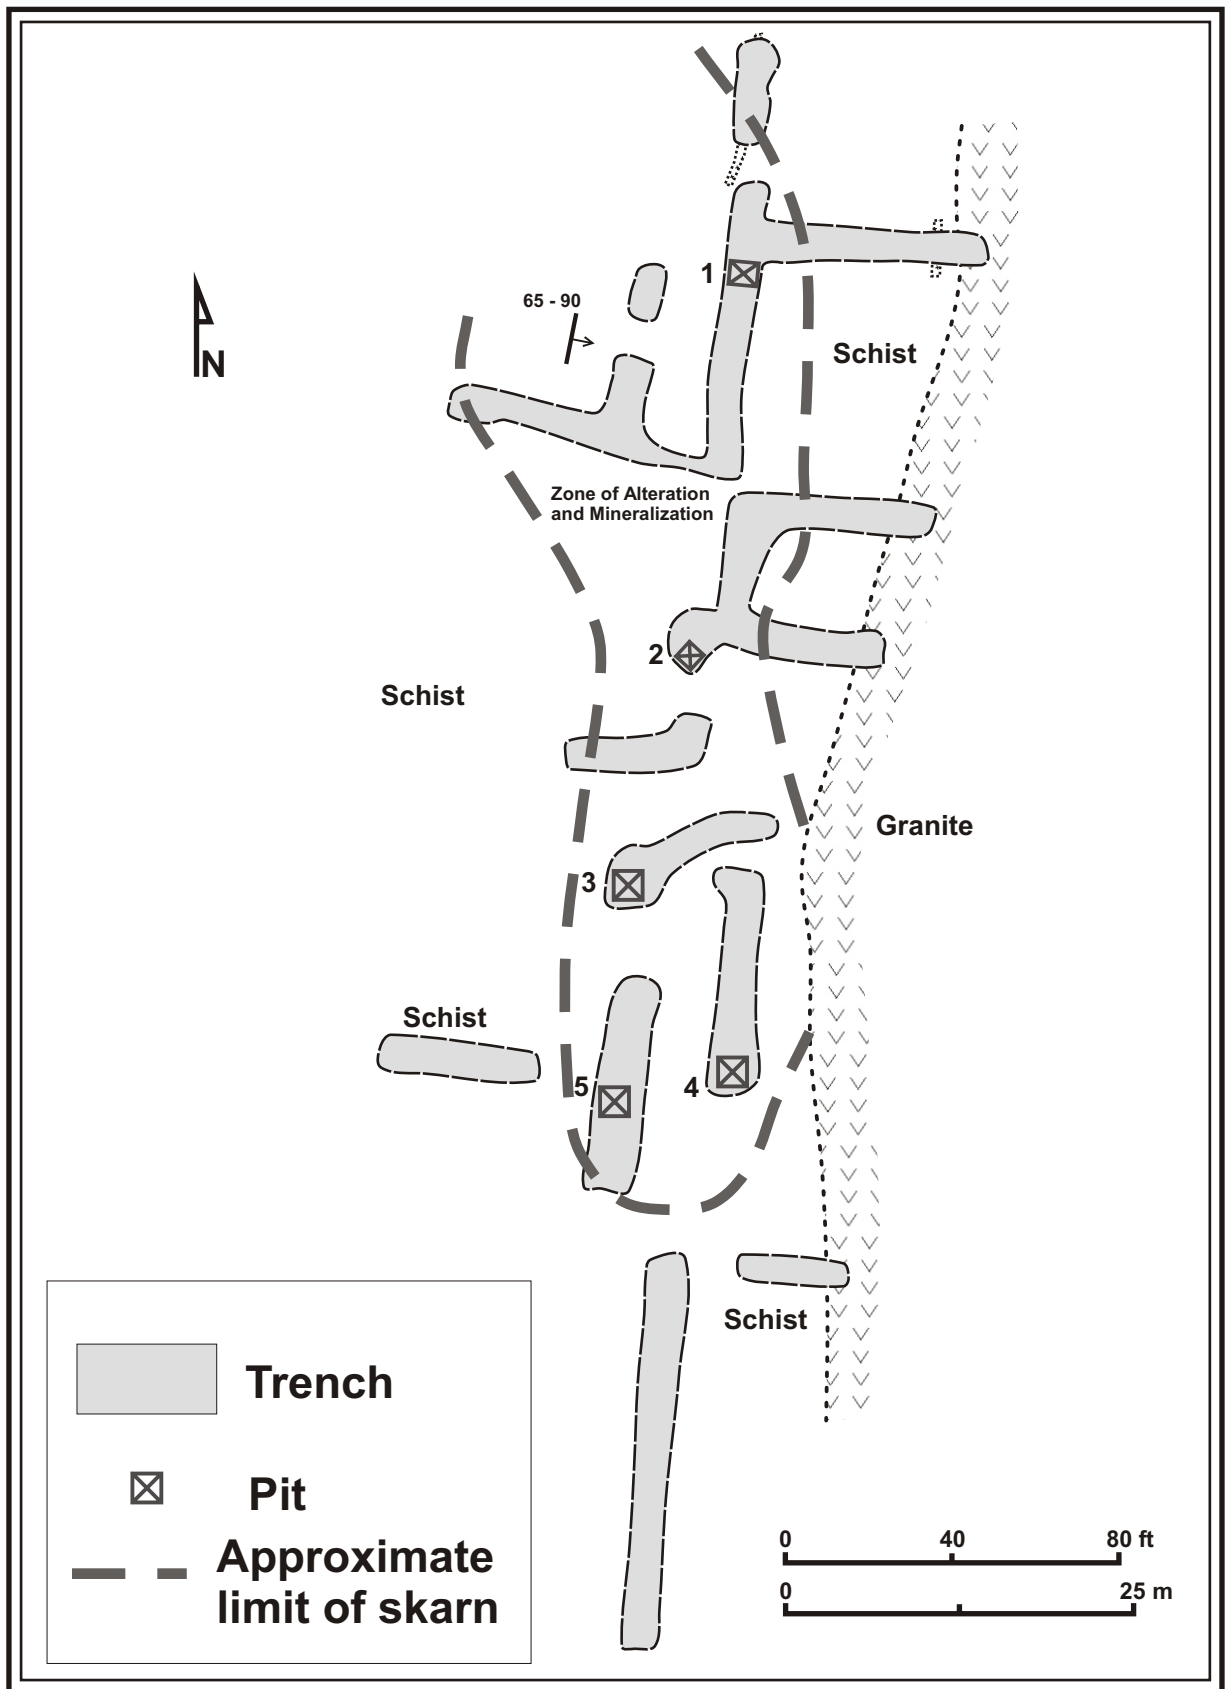 1
65 - 90
N
Schist
Zone of Alteration
and Mineralization
2
Schist
Granite
3
Schist
5
4
Schist
Trench
Pit
Approximate
limit of skarn
0 40 80 ft
0 25 m